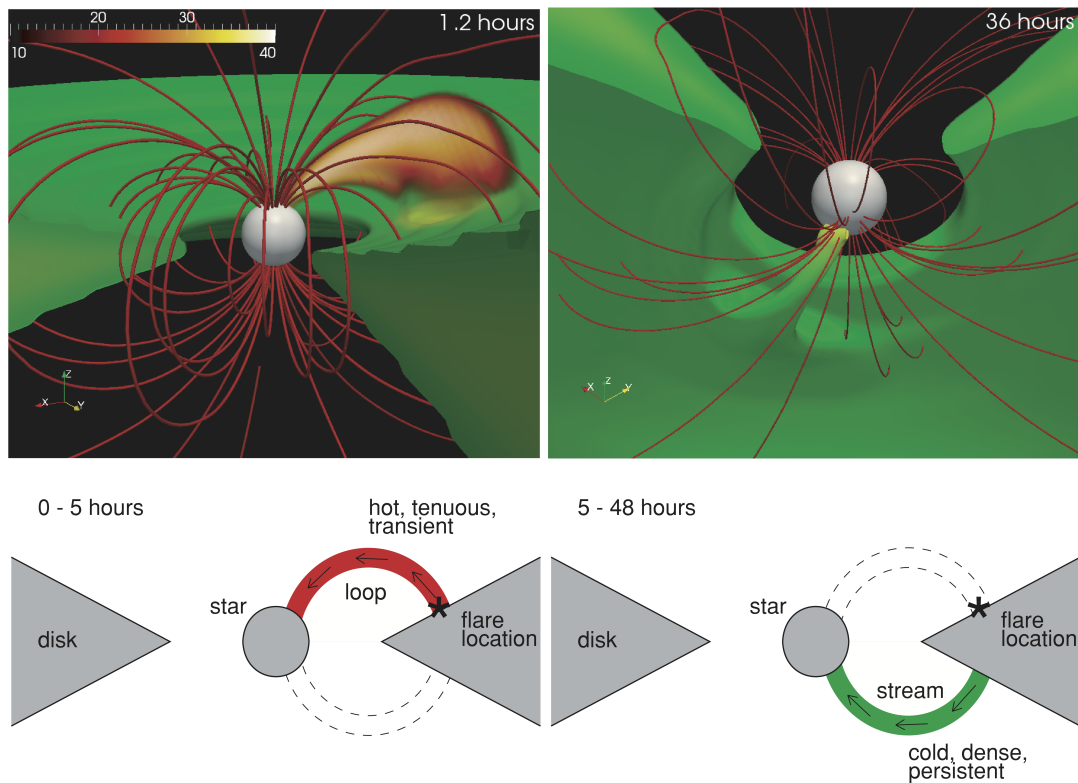 20
30
1.2 hours
10
40
Z
X
Y
36 hours
X
Z
Y
0 - 5 hours
hot, tenuous,
transient
loop
star
disk
flare
location
5 - 48 hours
star
disk
flare
location
stream
cold, dense,
persistent